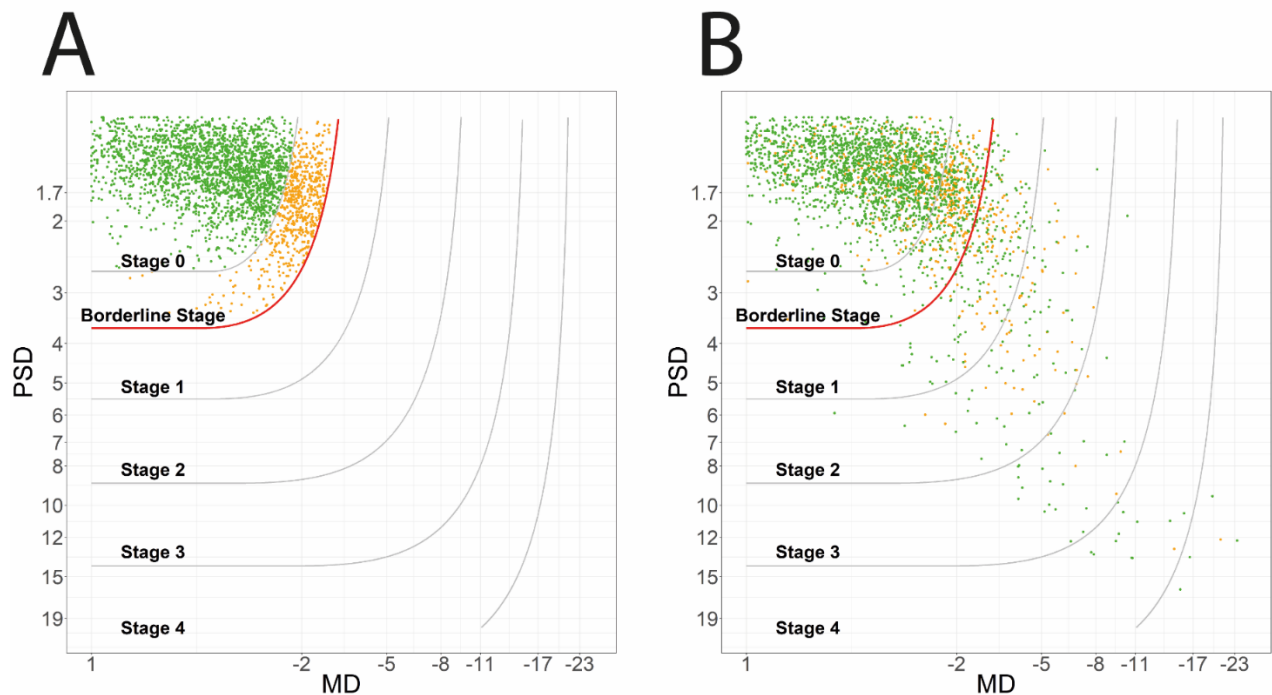 A
1.7
2
Stage 0
3
Borderline Stage
4
PSD
Stage 1
5
6
7
Stage 2
8
10
12
Stage 3
15
19
Stage 4
1
-2
-5
-8
-11
-17
-23
MD
B
1.7
2
Stage 0
3
Borderline Stage
4
PSD
Stage 1
5
6
7
Stage 2
8
10
12
Stage 3
15
19
Stage 4
1
-2
-5
-8
-11
-17
-23
MD